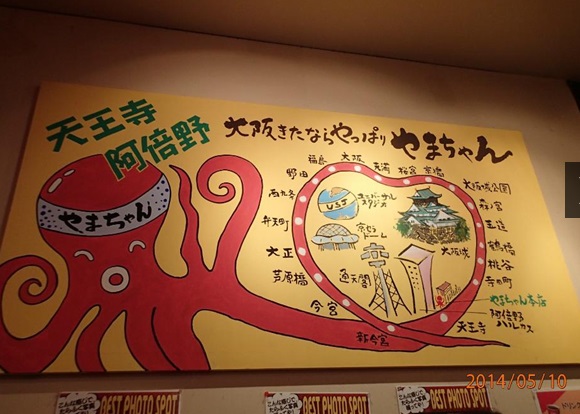 天王寺
阿倍野
大阪きたならやっぱり やまちゃん
やまちゃん
福島
大阪
天満
桜宮
京橋
野田
大阪城公園
西九条
森ノ宮
弁天町
玉造
大正
鶴橋
芦原橋
桃谷
今宮
寺田町
新今宮
やまちゃん本店
天王寺
阿倍野
ハルカス
USJ
ユニバーサル
スタジオ
京セラ
ドーム
大阪城
通天閣
BEST PHOTO SPOT
BEST PHOTO SPOT
BEST PHOTO SPOT
2014/05/10